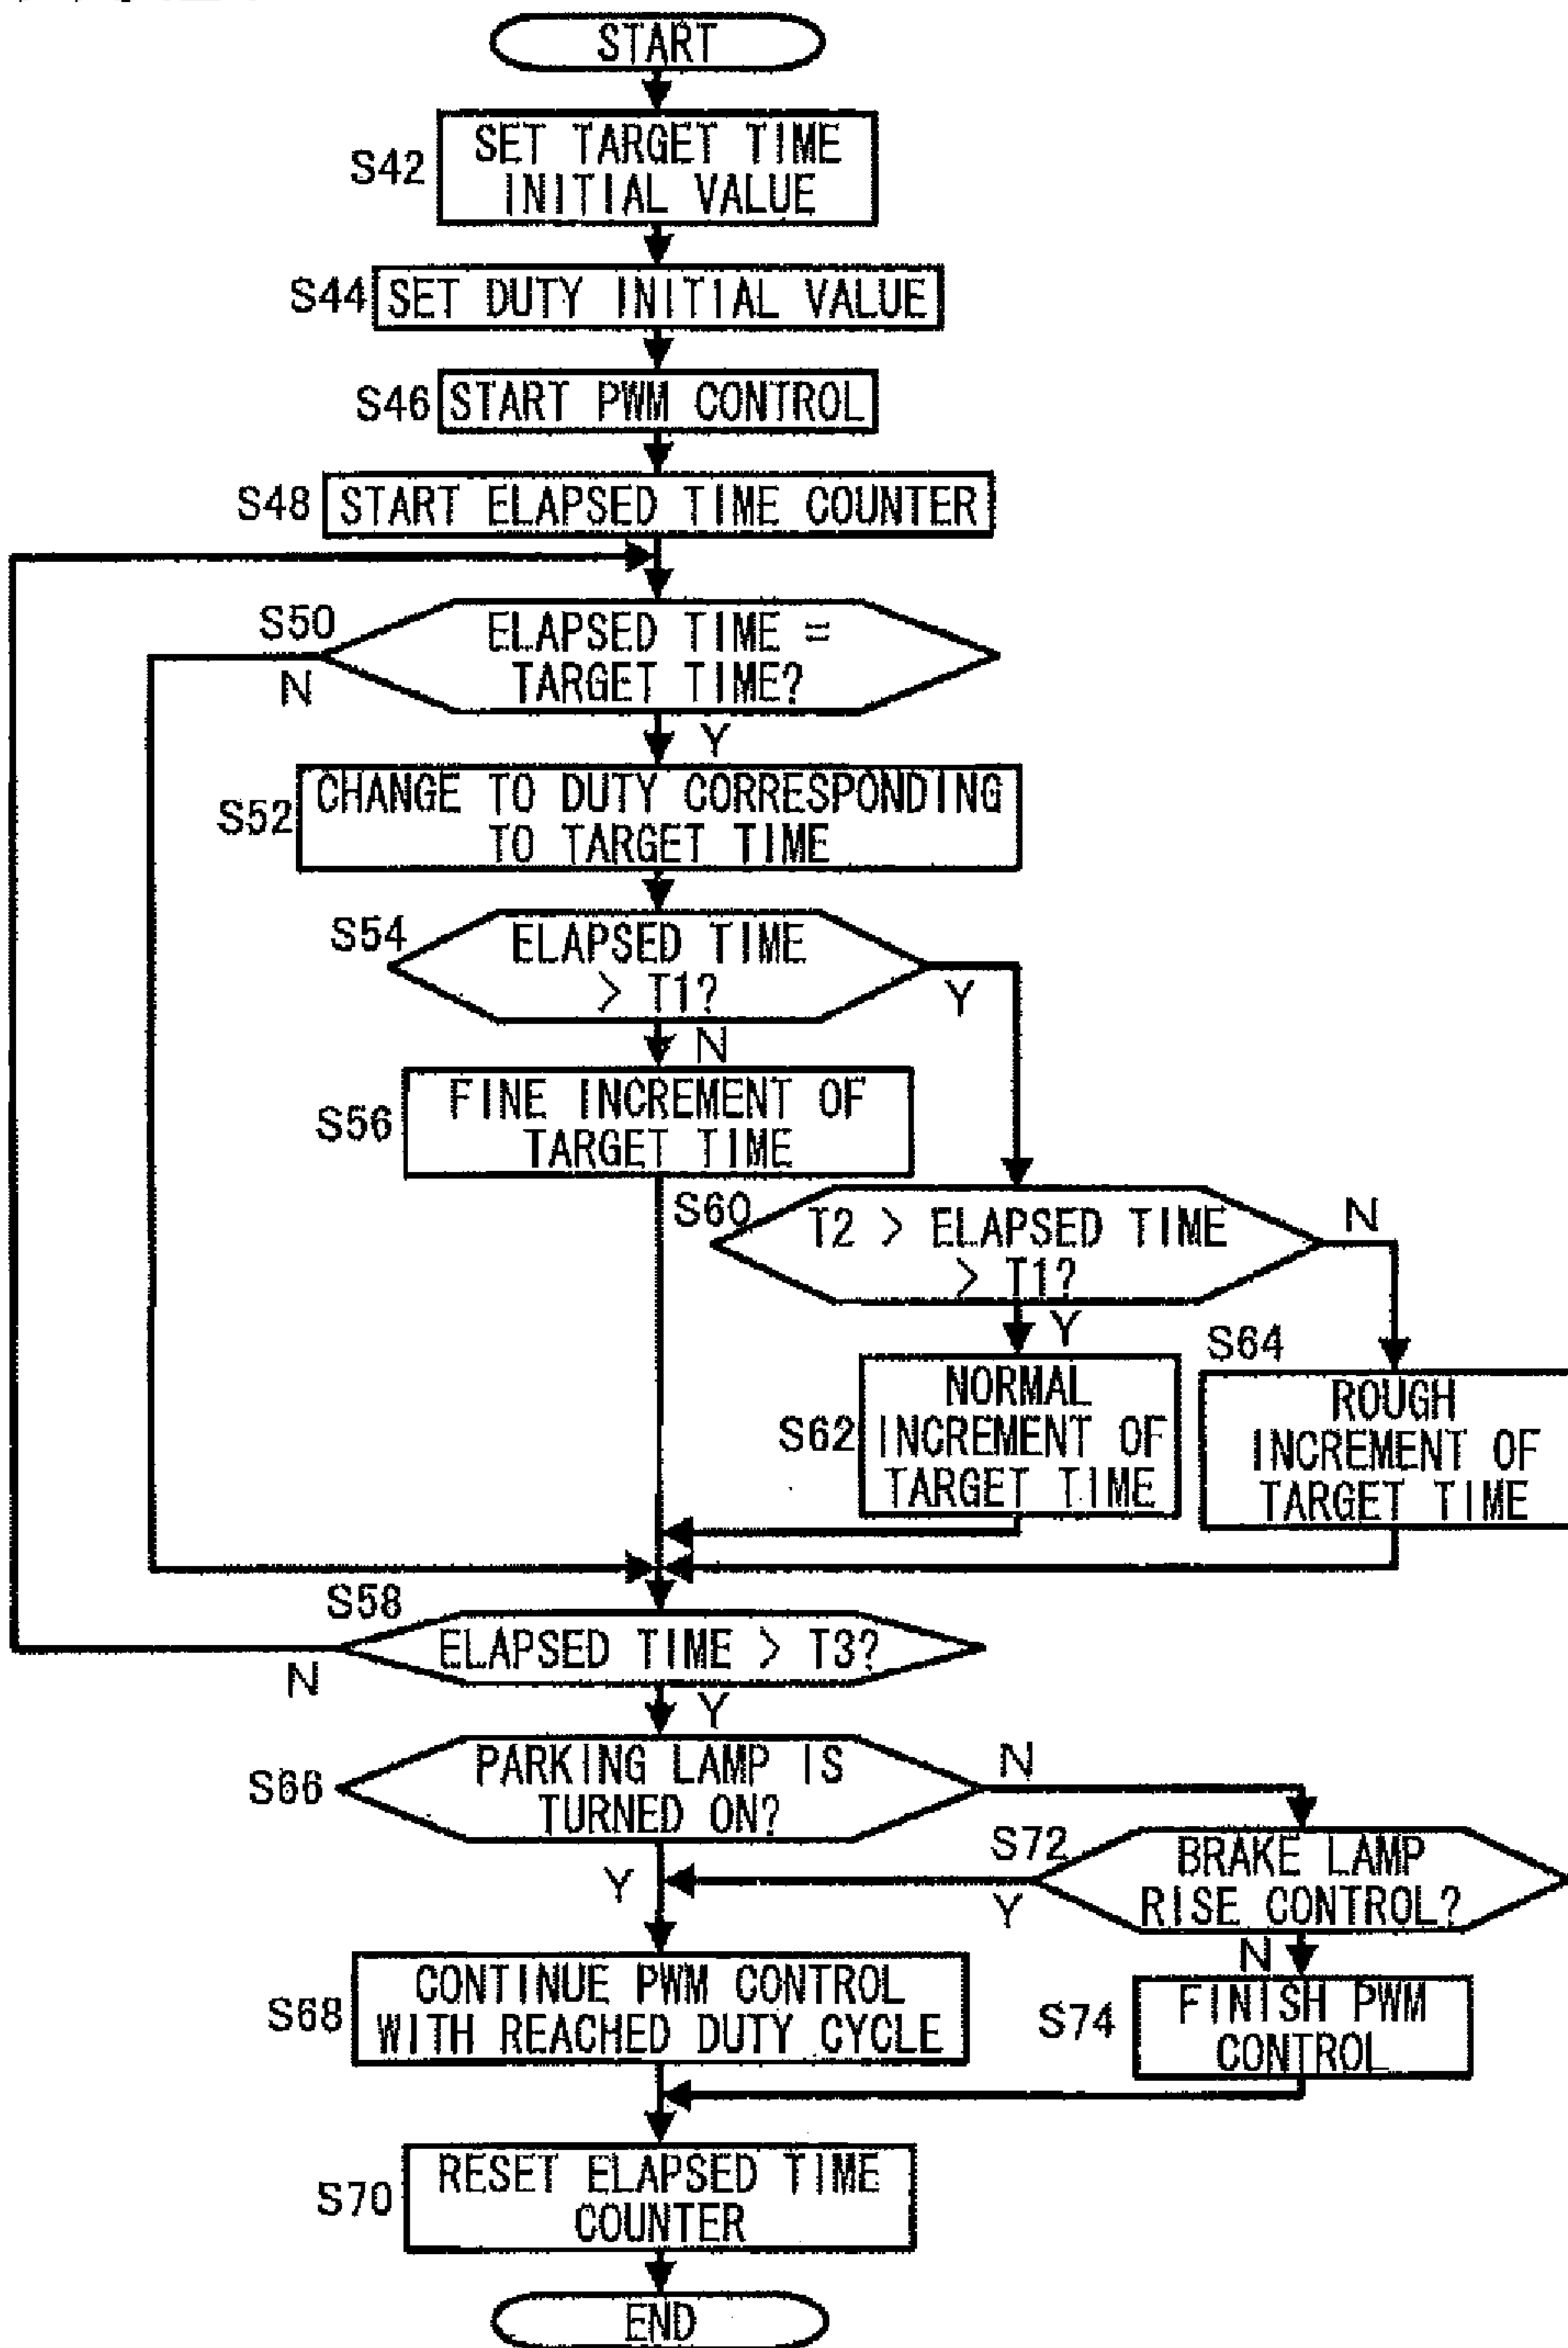 START
S42
SET TARGET TIME
INITIAL VALUE
S44
SET DUTY INITIAL VALUE
S46
START PWM CONTROL
S48
START ELAPSED TIME COUNTER
S50
ELAPSED TIME =
TARGET TIME?
N
Y
S52
CHANGE TO DUTY CORRESPONDING
TO TARGET TIME
S54
ELAPSED TIME
> T1?
Y
N
S56
FINE INCREMENT OF
TARGET TIME
S60
T2 > ELAPSED TIME
> T1?
N
Y
S62
NORMAL
INCREMENT OF
TARGET TIME
S64
ROUGH
INCREMENT OF
TARGET TIME
S58
ELAPSED TIME > T3?
N
Y
S66
PARKING LAMP IS
TURNED ON?
N
Y
S72
BRAKE LAMP
RISE CONTROL?
Y
N
S68
CONTINUE PWM CONTROL
WITH REACHED DUTY CYCLE
S74
FINISH PWM
CONTROL
S70
RESET ELAPSED TIME
COUNTER
END